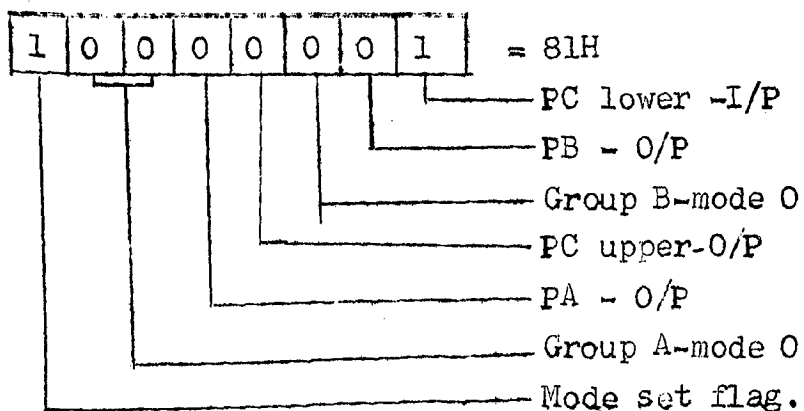 1 0 0 0 0 0 0 1 = 81H
PC lower -I/P
PB - O/P
Group B-mode 0
PC upper-O/P
PA - O/P
Group A-mode 0
Mode set flag.